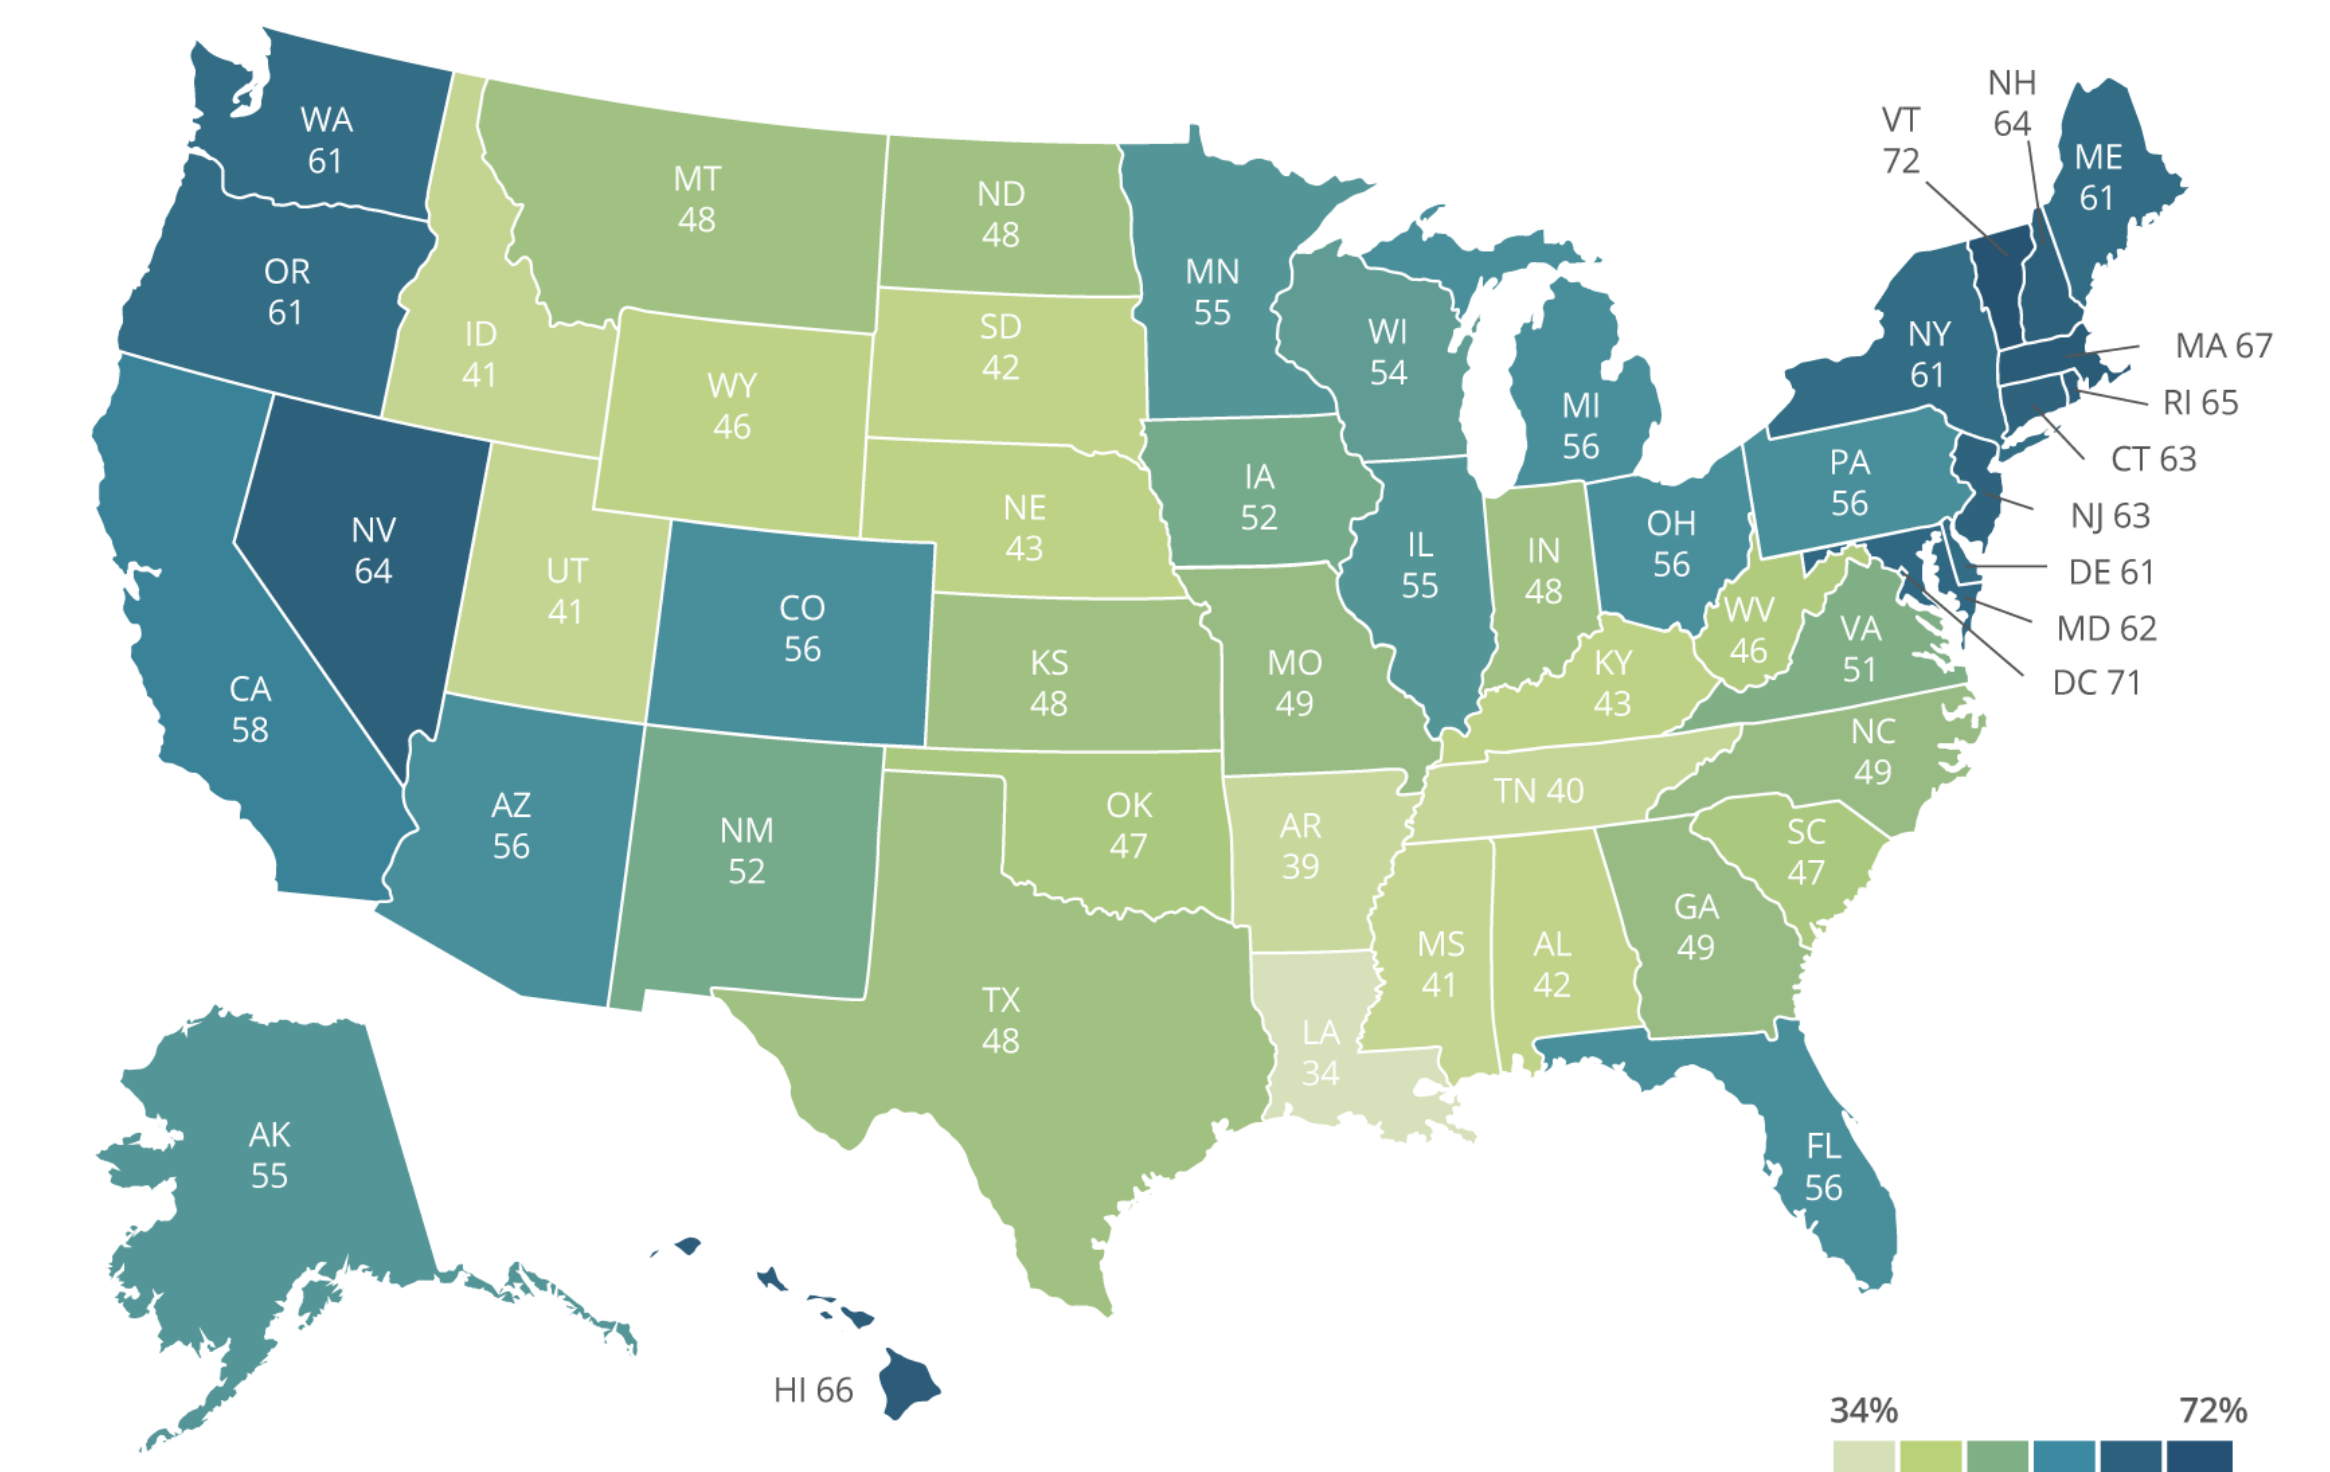 WA
61
OR
61
ID
41
MT
48
ND
48
SD
42
WY
46
NE
43
MN
55
WI
54
MI
56
IA
52
IL
55
IN
48
OH
56
PA
56
NY
61
VT
72
NH
64
ME
61
MA 67
RI 65
CT 63
NJ 63
DE 61
MD 62
DC 71
NV
64
UT
41
CO
56
CA
58
KS
48
MO
49
KY
43
WV
46
VA
51
NC
49
TN 40
SC
47
GA
49
AZ
56
NM
52
OK
47
AR
39
MS
41
AL
42
TX
48
LA
34
FL
56
AK
55
HI 66
34%
72%